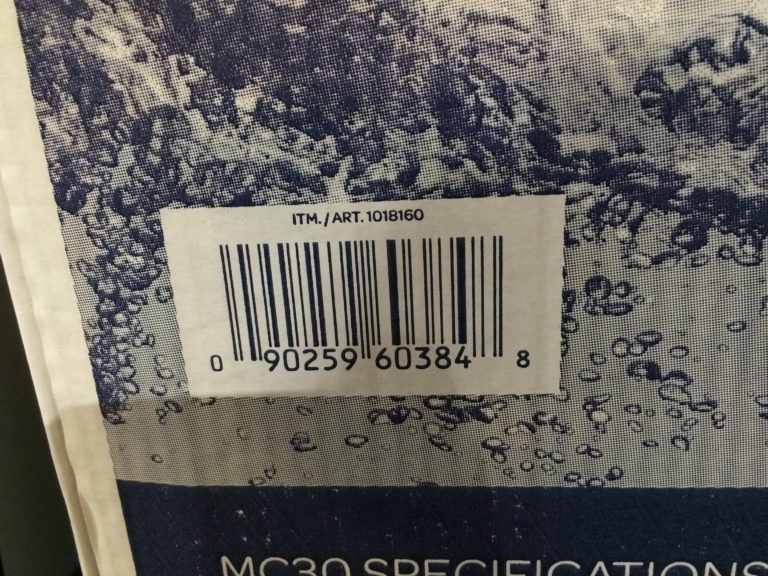 ITM./ART. 1018160
0 90259 60384 8
MC30 SPECIFICATIONS